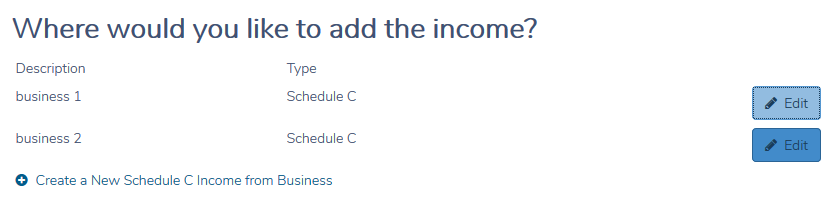 Where would you like to add the income?
Description Type
business 1 Schedule C Edit
business 2 Schedule C Edit
Create a New Schedule C Income from Business